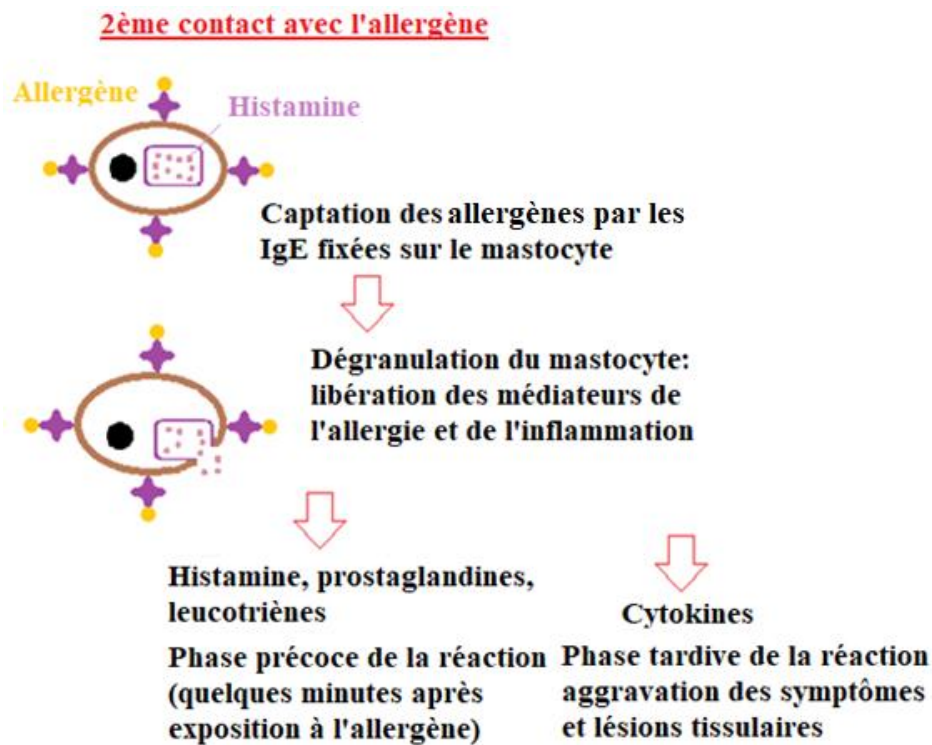 2ème contact avec l'allergène
Allergène
Histamine
Captation des allergènes par les
IgE fixées sur le mastocyte
Dégranulation du mastocyte:
libération des médiateurs de
l'allergie et de l'inflammation
Histamine, prostaglandines,
leucotriènes
Phase précoce de la réaction
(quelques minutes après
exposition à l'allergène)
Cytokines
Phase tardive de la réaction
aggravation des symptômes
et lésions tissulaires